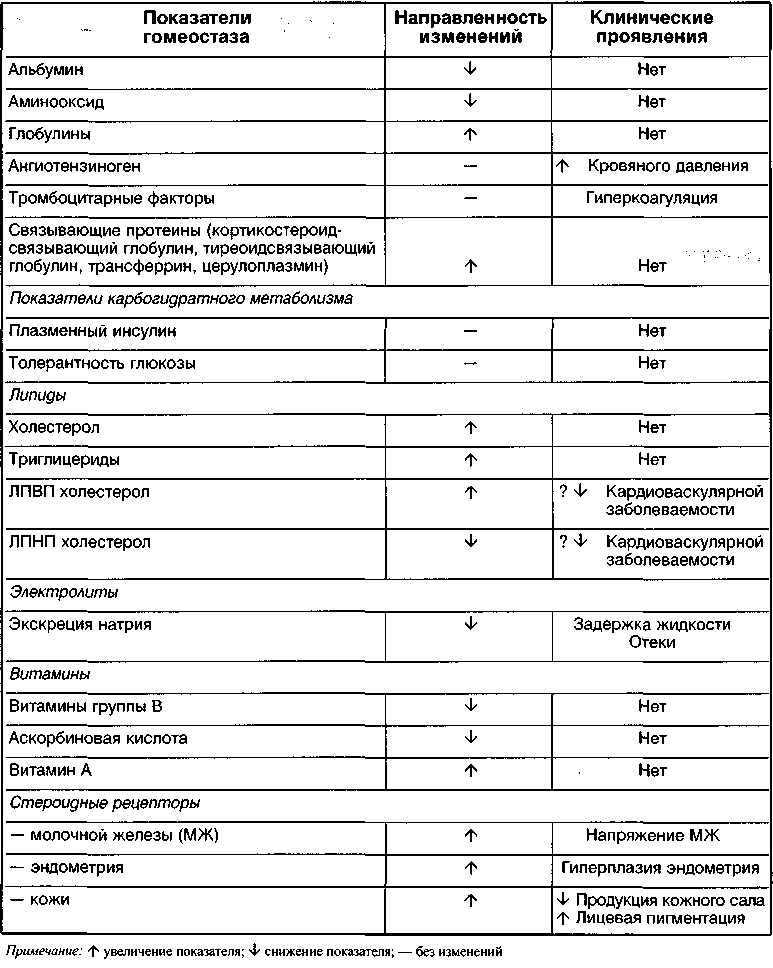 Показатели гомеостаза Направленность изменений Клинические проявления
Альбумин ↓ Нет
Аминооксид ↓ Нет
Глобулины ↑ Нет
Ангиотензиноген — ↑ Кровяного давления
Тромбоцитарные факторы — Гиперкоагуляция
Связывающие протеины (кортикостероид-
связывающий глобулин, тиреоидсвязывающий
глобулин, трансферрин, церулоплазмин) ↑ Нет
Показатели карбогидратного метаболизма
Плазменный инсулин — Нет
Толерантность глюкозы — Нет
Липиды
Холестерол ↑ Нет
Триглицериды ↑ Нет
ЛПВП холестерол ↑ ? ↓ Кардиоваскулярной
заболеваемости
ЛПНП холестерол ↓ ? ↓ Кардиоваскулярной
заболеваемости
Электролиты
Экскреция натрия ↓ Задержка жидкости
Отеки
Витамины
Витамины группы В ↓ Нет
Аскорбиновая кислота ↓ Нет
Витамин А ↑ Нет
Стероидные рецепторы
— молочной железы (МЖ) ↑ Напряжение МЖ
— эндометрия ↑ Гиперплазия эндометрия
— кожи ↑ ↓ Продукция кожного сала
↑ Лицевая пигментация
Примечание: ↑ увеличение показателя; ↓ снижение показателя; — без изменений